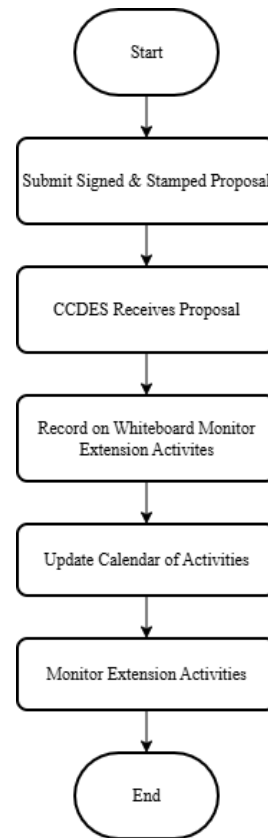 Start
Submit Signed & Stamped Proposal
CCDES Receives Proposal
Record on Whiteboard Monitor
Extension Activites
Update Calendar of Activities
Monitor Extension Activities
End